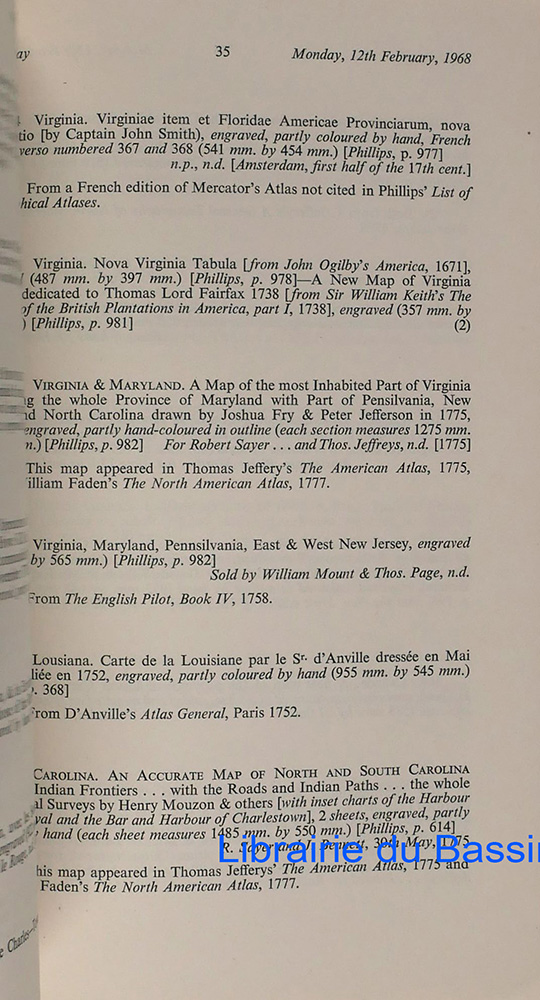 ay 35 Monday, 12th February, 1968
Virginia. Virginiae item et Floridae Americae Provinciarum, nova
tio [by Captain John Smith), engraved, partly coloured by hand, French
verso numbered 367 and 368 (541 mm. by 454 mm.) [Phillips, p. 977]
n.p., n.d. [Amsterdam, first half of the 17th cent.]
From a French edition of Mercator's Atlas not cited in Phillips' List of
hical Atlases.
Virginia. Nova Virginia Tabula [from John Ogilby's America, 1671],
(487 mm. by 397 mm.) [Phillips, p. 978]—A New Map of Virginia
dedicated to Thomas Lord Fairfax 1738 [from Sir William Keith's The
of the British Plantations in America, part I, 1738], engraved (357 mm. by
) [Phillips, p. 981] (2)
VIRGINIA & MARYLAND. A Map of the most Inhabited Part of Virginia
g the whole Province of Maryland with Part of Pensilvania, New
d North Carolina drawn by Joshua Fry & Peter Jefferson in 1775,
engraved, partly hand-coloured in outline (each section measures 1275 mm.
n.) [Phillips, p. 982] For Robert Sayer . . . and Thos. Jeffreys, n.d. [1775]
This map appeared in Thomas Jeffery's The American Atlas, 1775,
illiam Faden's The North American Atlas, 1777.
Virginia, Maryland, Pennsilvania, East & West New Jersey, engraved
by 565 mm.) [Phillips, p. 982]
Sold by William Mount & Thos. Page, n.d.
From The English Pilot, Book IV, 1758.
Lousiana. Carte de la Louisiane par le Sr. d'Anville dressée en Mai
liée en 1752, engraved, partly coloured by hand (955 mm. by 545 mm.)
. 368]
rom D'Anville's Atlas General, Paris 1752.
CAROLINA. AN ACCURATE MAP OF NORTH AND SOUTH CAROLINA
Indian Frontiers . . . with the Roads and Indian Paths . . . the whole
al Surveys by Henry Mouzon & others [with inset charts of the Harbour
yal and the Bar and Harbour of Charlestown], 2 sheets, engraved, partly
hand (each sheet measures 1485 mm. by 550 mm.) [Phillips, p. 614]
R. Sayer and J. Bennett, 30th May, 1775
his map appeared in Thomas Jefferys' The American Atlas, 1775 and
Faden's The North American Atlas, 1777.
Librairie du Bassin